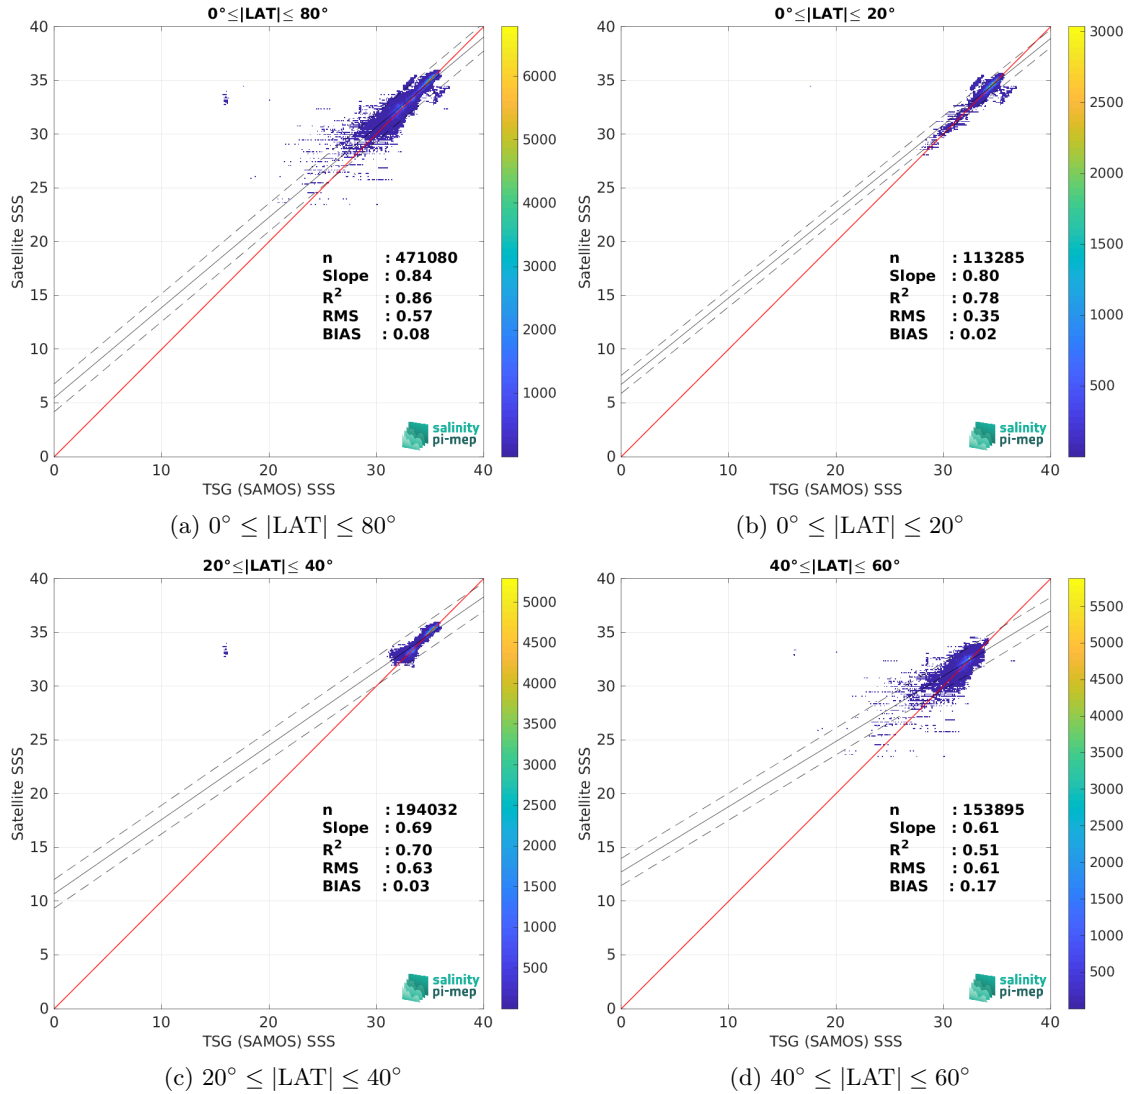 0°≤|LAT|≤ 80°
Satellite SSS
40
35
30
25
20
15
10
5
0
0
10
20
30
40
TSG (SAMOS) SSS
n : 471080
Slope : 0.84
R² : 0.86
RMS : 0.57
BIAS : 0.08
salinity
pi-mep
6000
5000
4000
3000
2000
1000
(a) 0° ≤ |LAT| ≤ 80°
0°≤|LAT|≤ 20°
Satellite SSS
40
35
30
25
20
15
10
5
0
0
10
20
30
40
TSG (SAMOS) SSS
n : 113285
Slope : 0.80
R² : 0.78
RMS : 0.35
BIAS : 0.02
salinity
pi-mep
3000
2500
2000
1500
1000
500
(b) 0° ≤ |LAT| ≤ 20°
20°≤|LAT|≤ 40°
Satellite SSS
40
35
30
25
20
15
10
5
0
0
10
20
30
40
TSG (SAMOS) SSS
n : 194032
Slope : 0.69
R² : 0.70
RMS : 0.63
BIAS : 0.03
salinity
pi-mep
5000
4500
4000
3500
3000
2500
2000
1500
1000
500
(c) 20° ≤ |LAT| ≤ 40°
40°≤|LAT|≤ 60°
Satellite SSS
40
35
30
25
20
15
10
5
0
0
10
20
30
40
TSG (SAMOS) SSS
n : 153895
Slope : 0.61
R² : 0.51
RMS : 0.61
BIAS : 0.17
salinity
pi-mep
5500
5000
4500
4000
3500
3000
2500
2000
1500
1000
500
(d) 40° ≤ |LAT| ≤ 60°